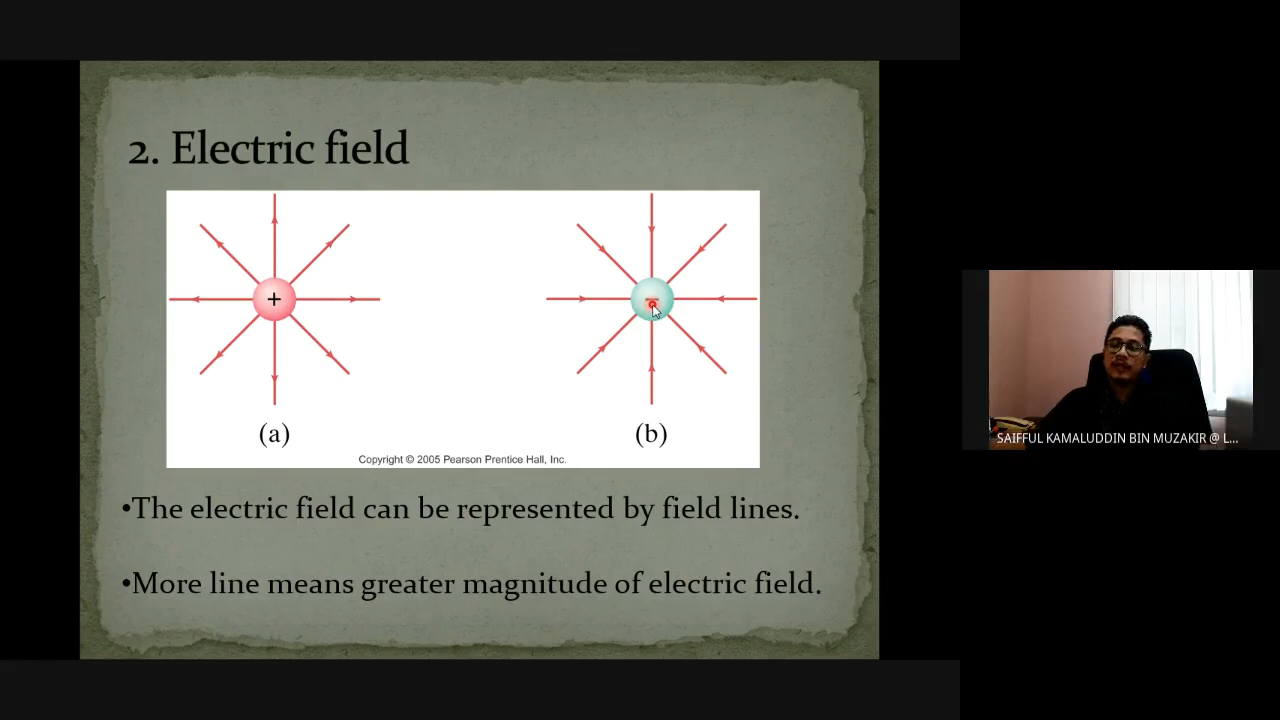 2. Electric field
+
(a)
(b)
Copyright © 2005 Pearson Prentice Hall, Inc.
•The electric field can be represented by field lines.
•More line means greater magnitude of electric field.
SAIFFUL KAMALUDDIN BIN MUZAKIR @ L...